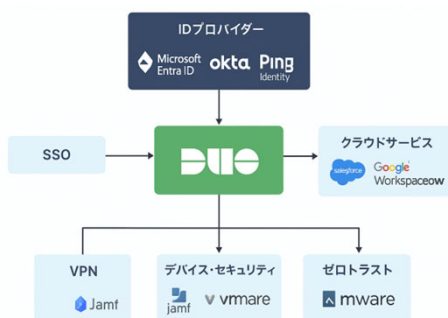 IDプロバイダー
Microsoft
Entra ID
okta
Ping
Identity
SSO
DUO
クラウドサービス
salesforce
Google
Workspaceow
VPN
Jamf
デバイス・セキュリティ
jamf
vmare
ゼロトラスト
mware